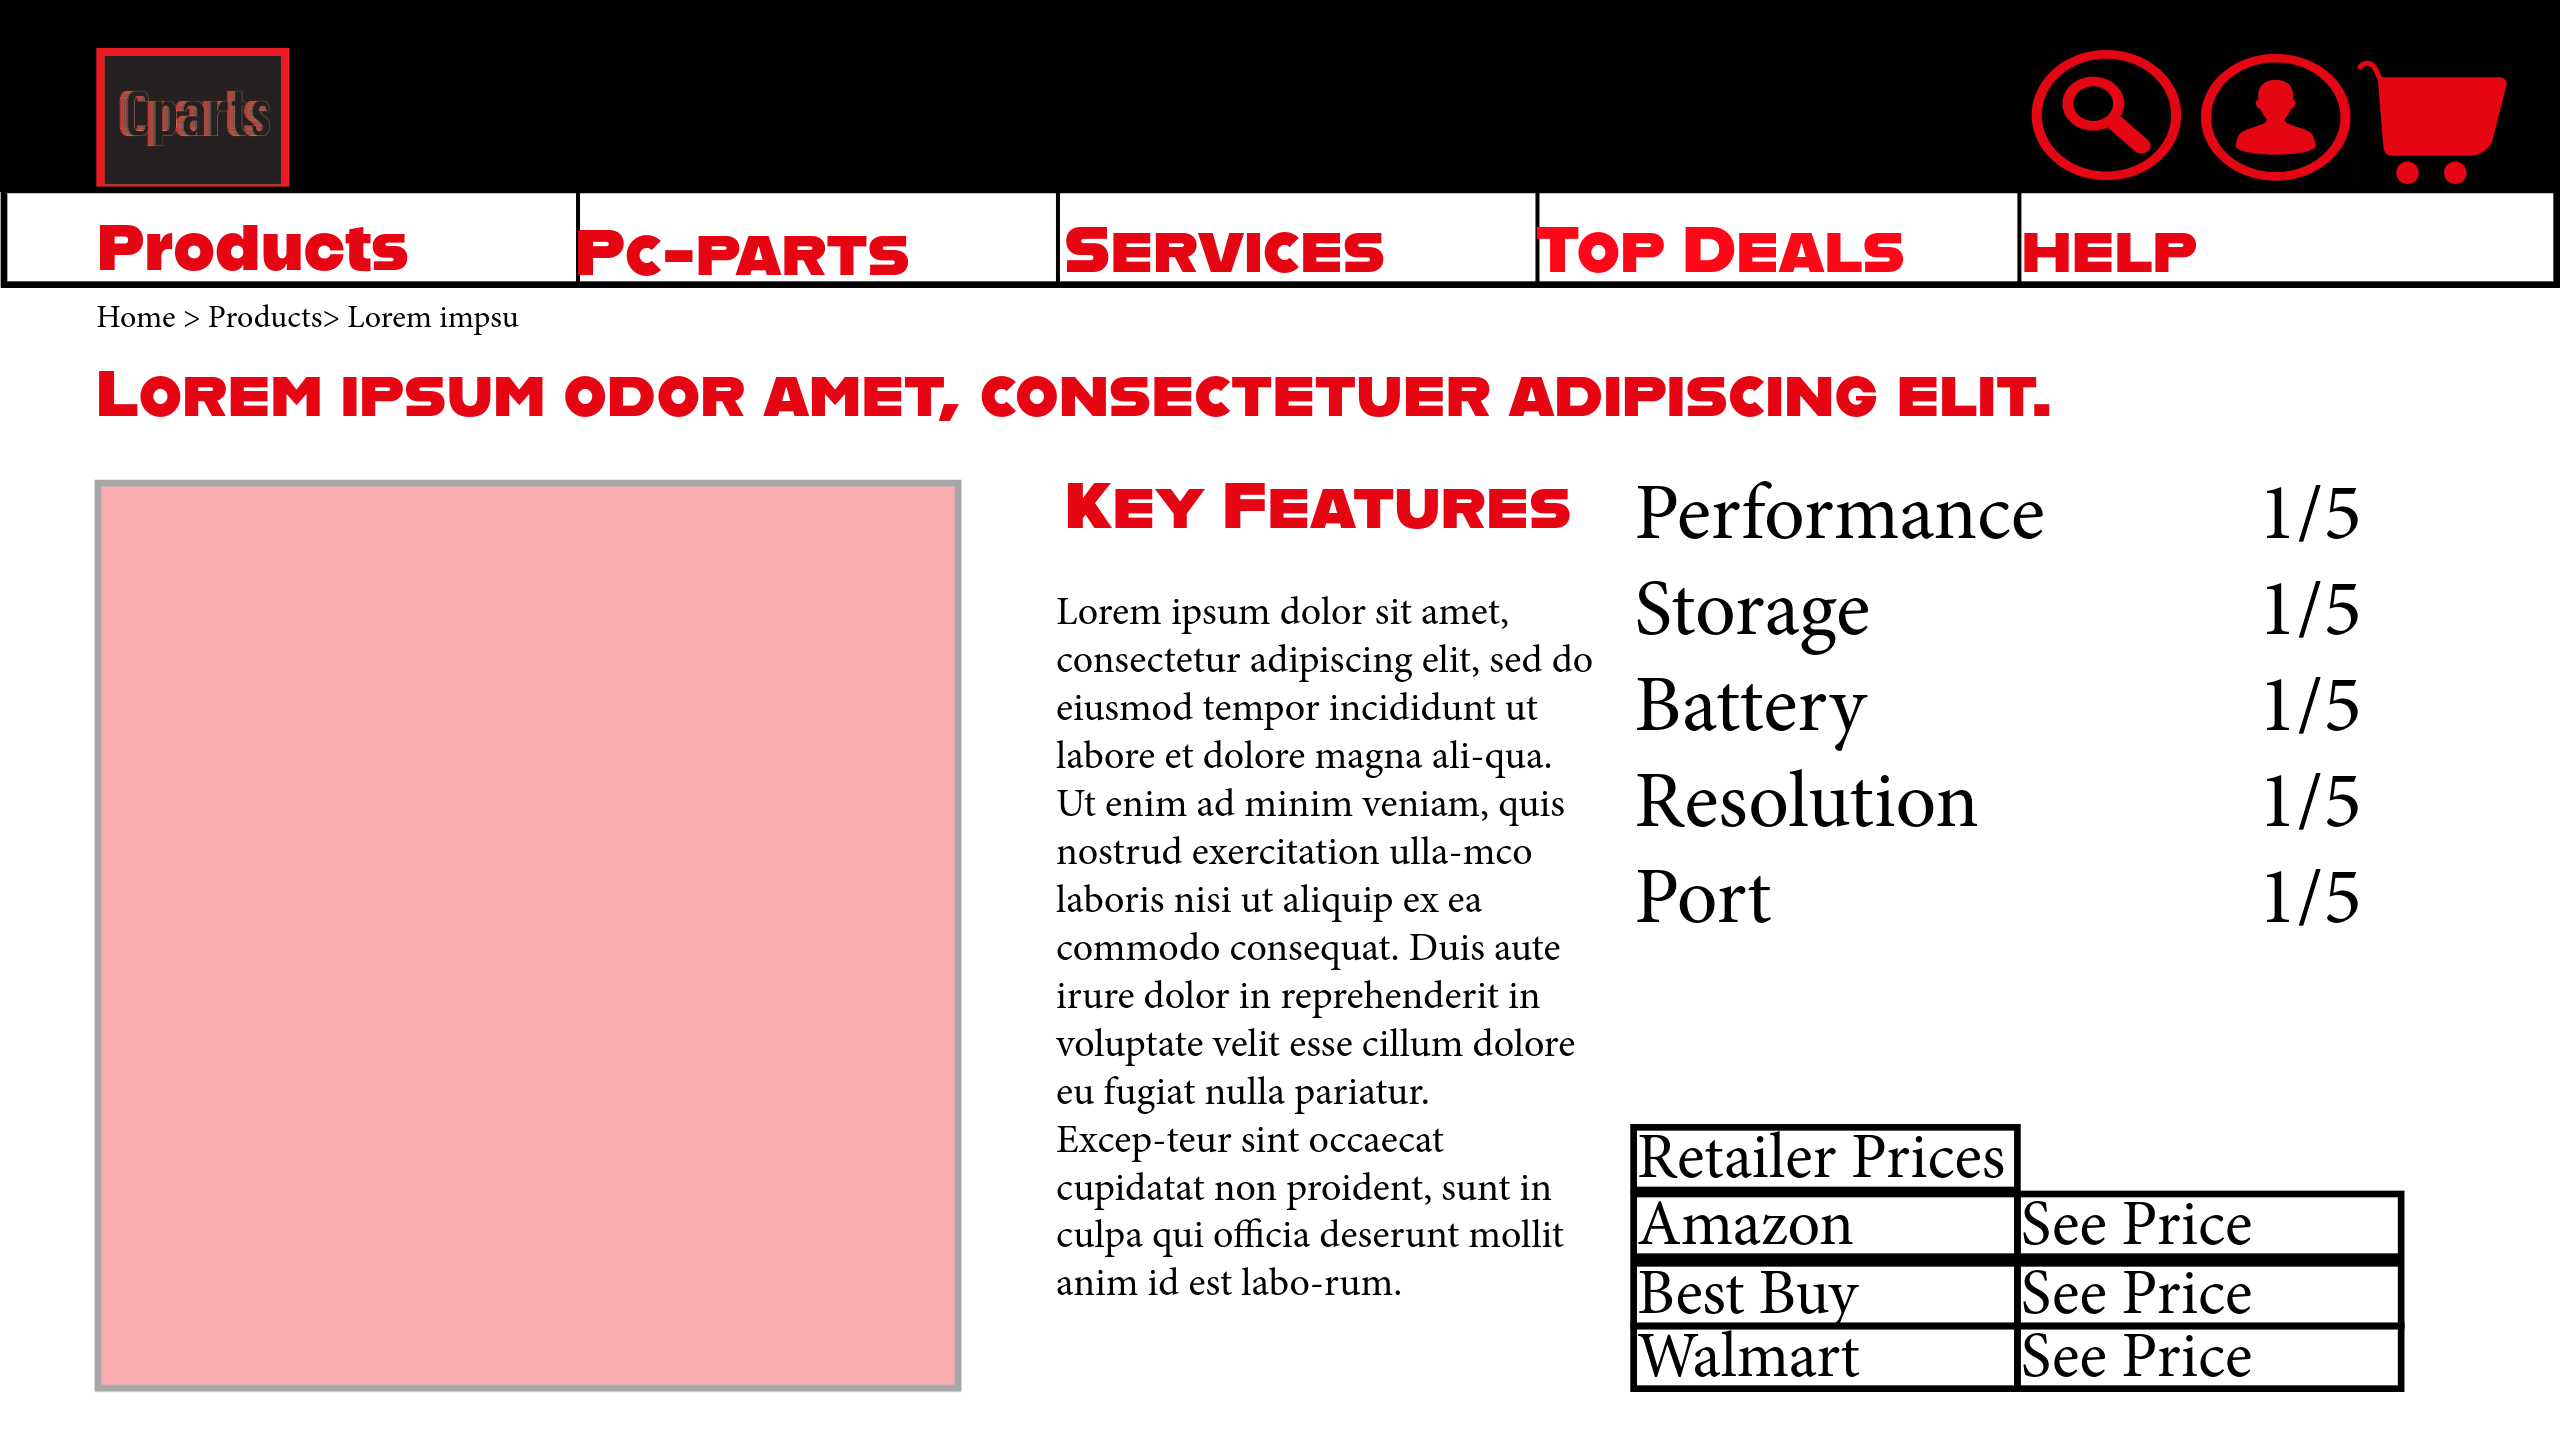 Cparts
Products
Pc-parts
Services
Top Deals
HELP
Home > Products> Lorem impsu
Lorem ipsum odor amet, consectetuer adipiscing elit.
Key Features
Lorem ipsum dolor sit amet,
consectetur adipiscing elit, sed do
eiusmod tempor incididunt ut
labore et dolore magna ali-qua.
Ut enim ad minim veniam, quis
nostrud exercitation ulla-mco
laboris nisi ut aliquip ex ea
commodo consequat. Duis aute
irure dolor in reprehenderit in
voluptate velit esse cillum dolore
eu fugiat nulla pariatur.
Excep-teur sint occaecat
cupidatat non proident, sunt in
culpa qui officia deserunt mollit
anim id est labo-rum.
Performance 1/5
Storage 1/5
Battery 1/5
Resolution 1/5
Port 1/5
Retailer Prices
Amazon See Price
Best Buy See Price
Walmart See Price